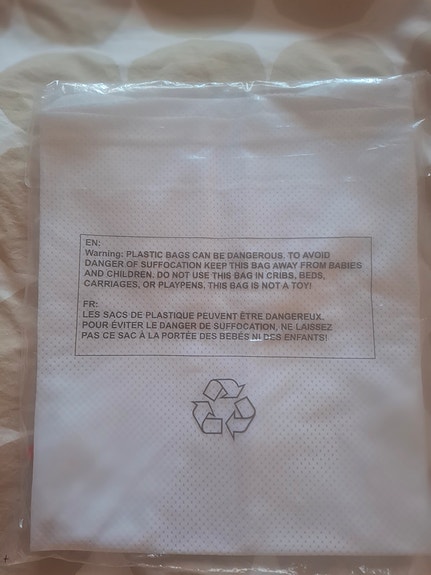 EN:
Warning: PLASTIC BAGS CAN BE DANGEROUS. TO AVOID
DANGER OF SUFFOCATION KEEP THIS BAG AWAY FROM BABIES
AND CHILDREN. DO NOT USE THIS BAG IN CRIBS, BEDS,
CARRIAGES, OR PLAYPENS. THIS BAG IS NOT A TOY!
FR:
LES SACS DE PLASTIQUE PEUVENT ÊTRE DANGEREUX.
POUR ÉVITER LE DANGER DE SUFFOCATION, NE LAISSEZ
PAS CE SAC À LA PORTÉE DES BEBÉS NI DES ENFANTS!